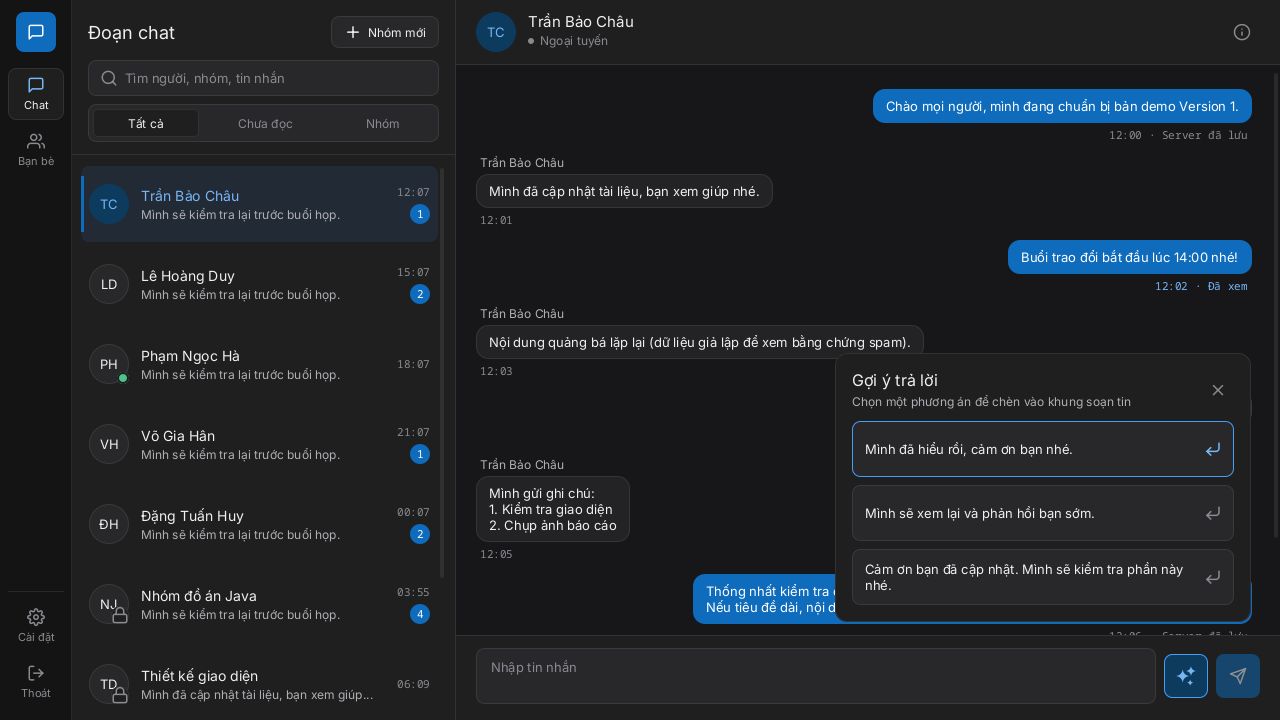 Chat
Bạn bè
Cài đặt
Thoát
Đoạn chat
Nhóm mới
Tìm người, nhóm, tin nhắn
Tất cả
Chưa đọc
Nhóm
TC
Trần Bảo Châu
12:07
Mình sẽ kiểm tra lại trước buổi họp.
1
LD
Lê Hoàng Duy
15:07
Mình sẽ kiểm tra lại trước buổi họp.
2
PH
Phạm Ngọc Hà
18:07
Mình sẽ kiểm tra lại trước buổi họp.
VH
Võ Gia Hân
21:07
Mình sẽ kiểm tra lại trước buổi họp.
1
ĐH
Đặng Tuấn Huy
00:07
Mình sẽ kiểm tra lại trước buổi họp.
2
NJ
Nhóm đồ án Java
03:55
Mình sẽ kiểm tra lại trước buổi họp.
4
TD
Thiết kế giao diện
06:09
Mình đã cập nhật tài liệu, bạn xem giúp...
TC
Trần Bảo Châu
Ngoại tuyến
Chào mọi người, mình đang chuẩn bị bản demo Version 1.
12:00 · Server đã lưu
Trần Bảo Châu
Mình đã cập nhật tài liệu, bạn xem giúp nhé.
12:01
Buổi trao đổi bắt đầu lúc 14:00 nhé!
12:02 · Đã xem
Trần Bảo Châu
Nội dung quảng bá lặp lại (dữ liệu giả lập để xem bằng chứng spam).
12:03
Trần Bảo Châu
Mình gửi ghi chú:
1. Kiểm tra giao diện
2. Chụp ảnh báo cáo
12:05
Thống nhất kiểm tra
Nếu tiêu đề dài, nội
12:06 · Server đã lưu
Gợi ý trả lời
Chọn một phương án để chèn vào khung soạn tin
Mình đã hiểu rồi, cảm ơn bạn nhé.
Mình sẽ xem lại và phản hồi bạn sớm.
Cảm ơn bạn đã cập nhật. Mình sẽ kiểm tra phần này
nhé.
Nhập tin nhắn